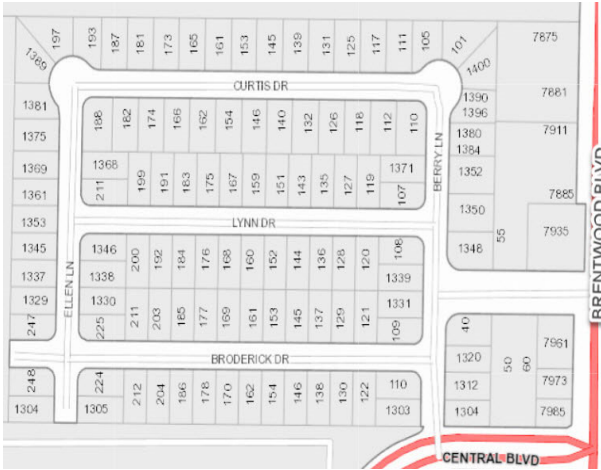 197 193 187 181 173 165 161 153 145 139 131 125 117 111 105 101 7875
1389 1400
CURTIS DR
1381 188 182 174 166 162 154 146 140 132 126 118 112 110 1390 7881
1396
1375 1380 7911
1384
1369 1368 199 191 183 175 167 159 151 143 135 127 119 1371 1352
1361 211 107 7885
BERRY LN
1350
1353 LYNN DR 55 7935
1345 1346 200 192 184 176 168 160 152 144 136 128 120 108 1348
1337 1338 1339
ELLEN LN
BRENTWOOD BLVD
1329 1330 211 203 185 177 169 161 153 145 137 129 121 1331
247 225 109 40 7961
BRODERICK DR 1320 50 60
248 224 212 204 186 178 170 162 154 146 138 130 122 110 1312 7973
1304 1305 1303 1304 7985
CENTRAL BLVD